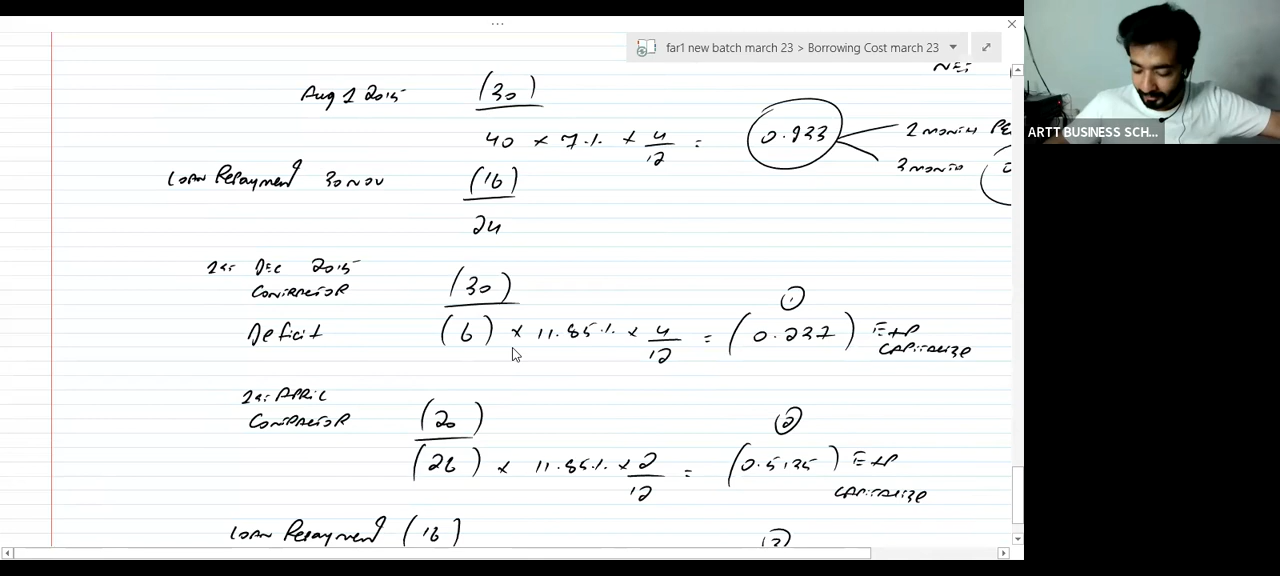 far1 new batch march 23 > Borrowing Cost march 23
NET
Aug 1 2015 (30)
40 × 7% × 4/12 = 0.933
2 month
3 month
Loan Repayment 30 Nov (16)
24
1st Dec 2015 (30)
Contractor
Deficit (6) × 11.85% × 4/12 = (0.237) Exp
① Capitalize
1st April
Contractor (20)
②
(26) × 11.85% × 2/12 = (0.5135) Exp
Capitalize
Loan Repayment (16)
ARTT BUSINESS SCH...